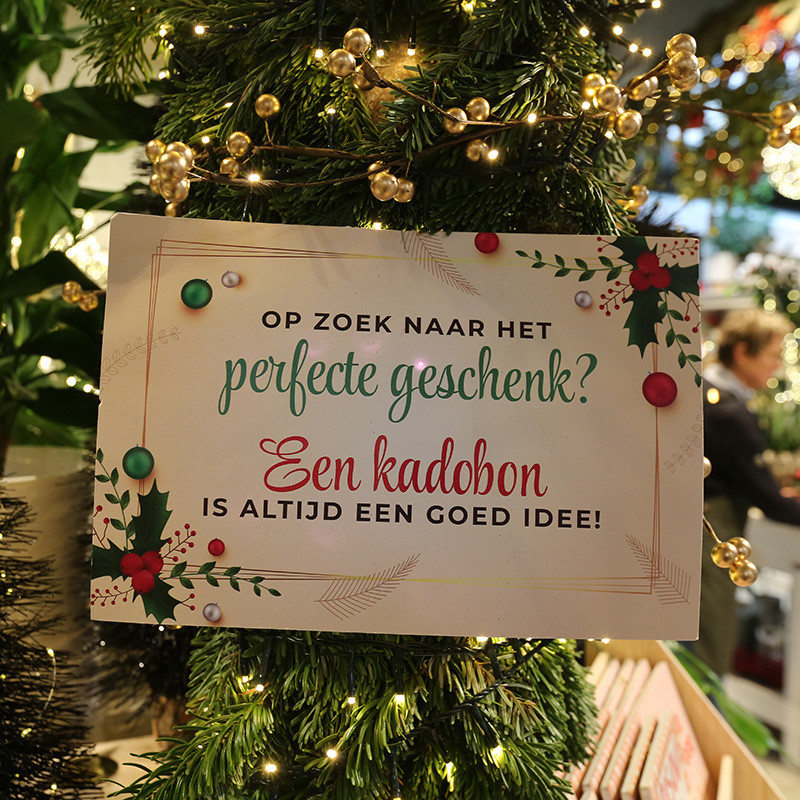 OP ZOEK NAAR HET
perfecte geschenk?
Een kadobon
IS ALTIJD EEN GOED IDEE!